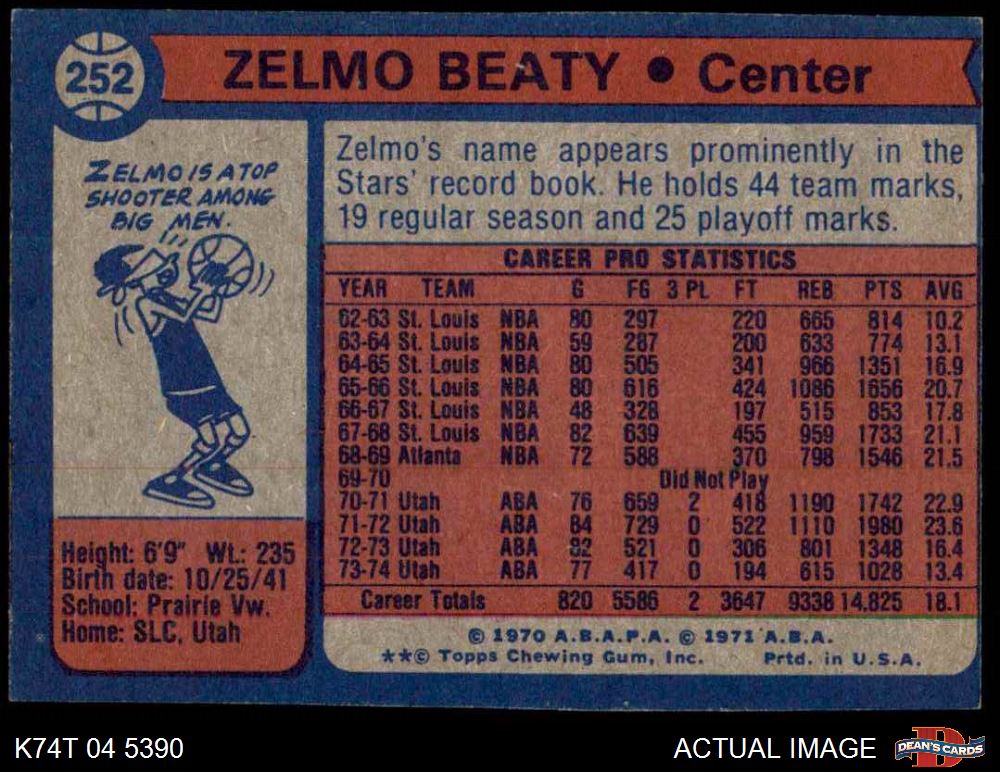 252
ZELMO BEATY • Center
ZELMO IS A TOP
SHOOTER AMONG
BIG MEN.
Zelmo's name appears prominently in the
Stars' record book. He holds 44 team marks,
19 regular season and 25 playoff marks.
CAREER PRO STATISTICS
YEAR TEAM G FG 3 PL FT REB PTS AVG
62-63 St. Louis NBA 80 297 220 665 814 10.2
63-64 St. Louis NBA 59 287 200 633 774 13.1
64-65 St. Louis NBA 80 505 341 966 1351 16.9
65-66 St. Louis NBA 80 616 424 1086 1656 20.7
66-67 St. Louis NBA 48 328 197 515 853 17.8
67-68 St. Louis NBA 82 639 455 959 1733 21.1
68-69 Atlanta NBA 72 588 370 798 1546 21.5
69-70 Did Not Play
70-71 Utah ABA 76 659 2 418 1190 1742 22.9
71-72 Utah ABA 84 729 0 522 1110 1980 23.6
72-73 Utah ABA 82 521 0 306 801 1348 16.4
73-74 Utah ABA 77 417 0 194 615 1028 13.4
Career Totals 820 5586 2 3647 9338 14,825 18.1
Height: 6'9" Wt.: 235
Birth date: 10/25/41
School: Prairie Vw.
Home: SLC, Utah
© 1970 A.B.A.P.A. © 1971 A.B.A.
**© Topps Chewing Gum, Inc. Prtd. in U.S.A.
K74T 04 5390
ACTUAL IMAGE
D
DEAN'S CARDS